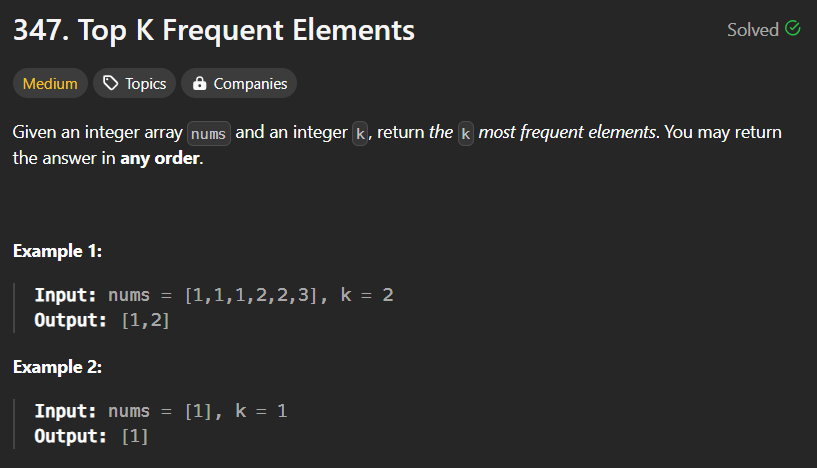 347. Top K Frequent Elements
Solved
Medium
Topics
Companies
Given an integer array nums and an integer k, return the k most frequent elements. You may return
the answer in any order.
Example 1:
Input: nums = [1,1,1,2,2,3], k = 2
Output: [1,2]
Example 2:
Input: nums = [1], k = 1
Output: [1]